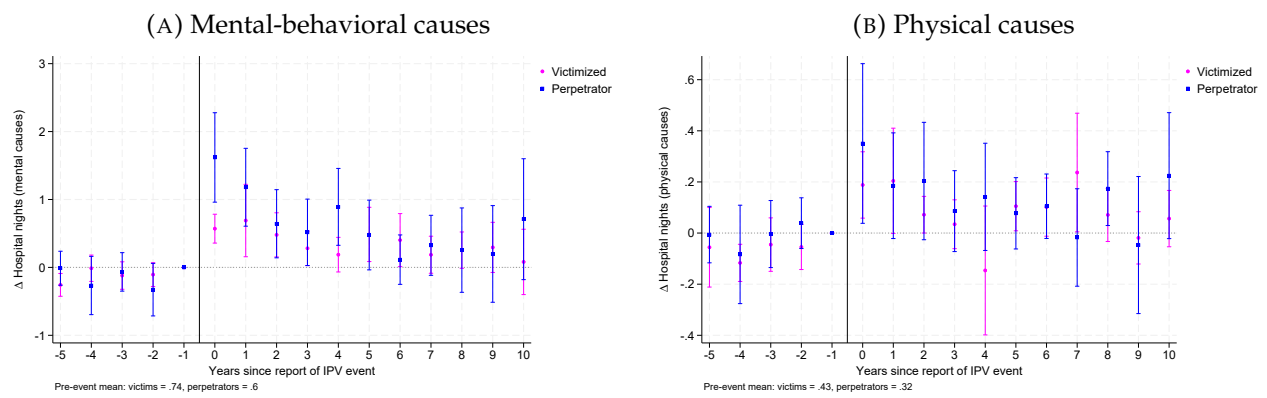 (A) Mental-behavioral causes
Δ Hospital nights (mental causes)
3
2
1
0
-1
-5 -4 -3 -2 -1 0 1 2 3 4 5 6 7 8 9 10
Years since report of IPV event
Pre-event mean: victims = .74, perpetrators = .6
Victimized
Perpetrator
(B) Physical causes
Δ Hospital nights (physical causes)
.6
.4
.2
0
-.2
-.4
-5 -4 -3 -2 -1 0 1 2 3 4 5 6 7 8 9 10
Years since report of IPV event
Pre-event mean: victims = .43, perpetrators = .32
Victimized
Perpetrator